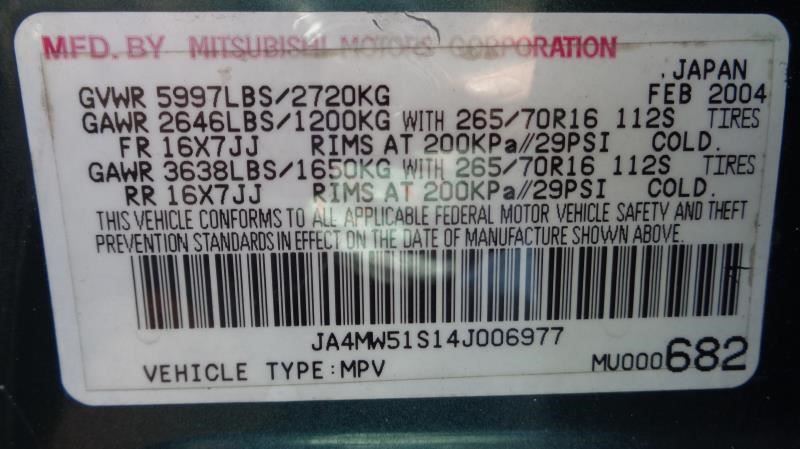 MFD. BY MITSUBISHI MOTORS CORPORATION
. JAPAN
GVWR 5997LBS/2720KG FEB 2004
GAWR 2646LBS/1200KG WITH 265/70R16 112S TIRES
FR 16X7JJ RIMS AT 200KPa//29PSI COLD.
GAWR 3638LBS/1650KG WITH 265/70R16 112S TIRES
RR 16X7JJ RIMS AT 200KPa//29PSI COLD.
THIS VEHICLE CONFORMS TO ALL APPLICABLE FEDERAL MOTOR VEHICLE SAFETY AND THEFT
PREVENTION STANDARDS IN EFFECT ON THE DATE OF MANUFACTURE SHOWN ABOVE.
JA4MW51S14J006977
VEHICLE TYPE:MPV MU000682